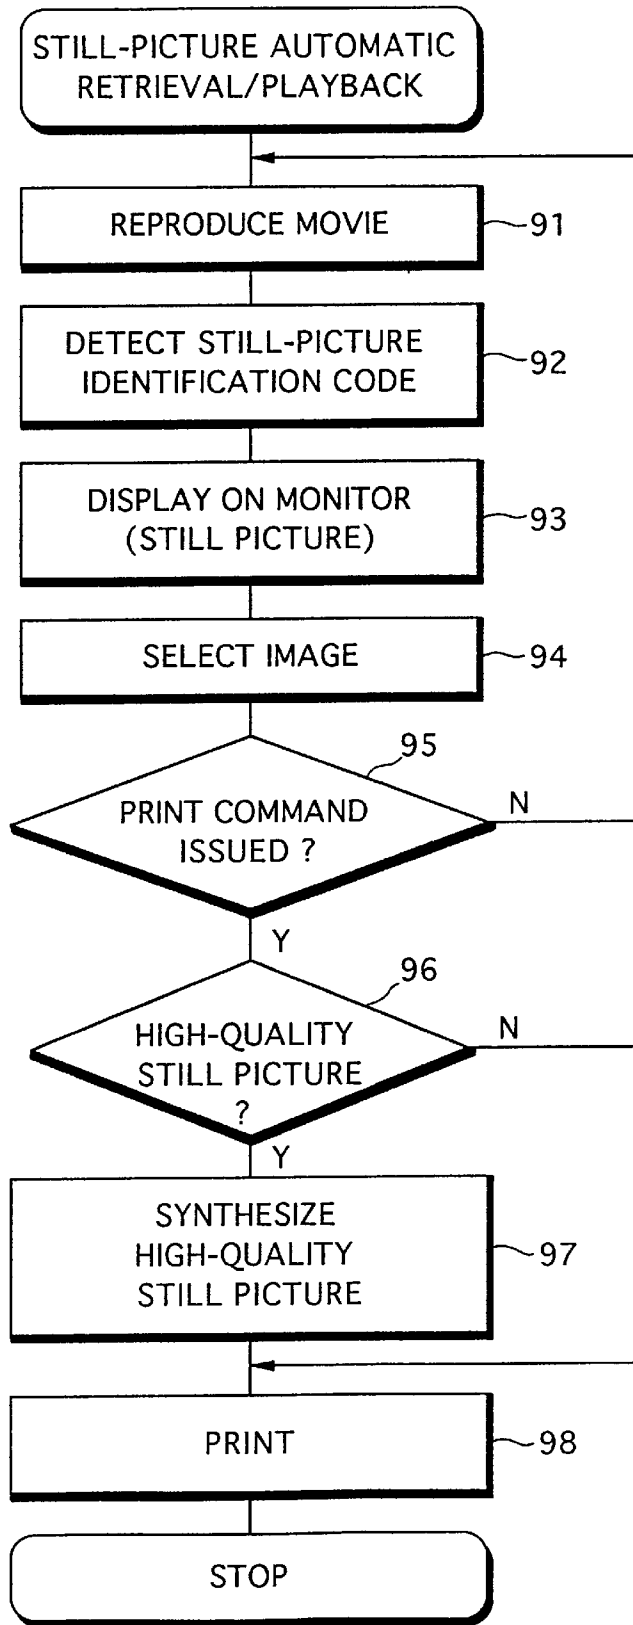 STILL-PICTURE AUTOMATIC
RETRIEVAL/PLAYBACK
REPRODUCE MOVIE
91
DETECT STILL-PICTURE
IDENTIFICATION CODE
92
DISPLAY ON MONITOR
(STILL PICTURE)
93
SELECT IMAGE
94
95
PRINT COMMAND
ISSUED ?
N
Y
96
HIGH-QUALITY
STILL PICTURE
?
N
Y
SYNTHESIZE
HIGH-QUALITY
STILL PICTURE
97
PRINT
98
STOP